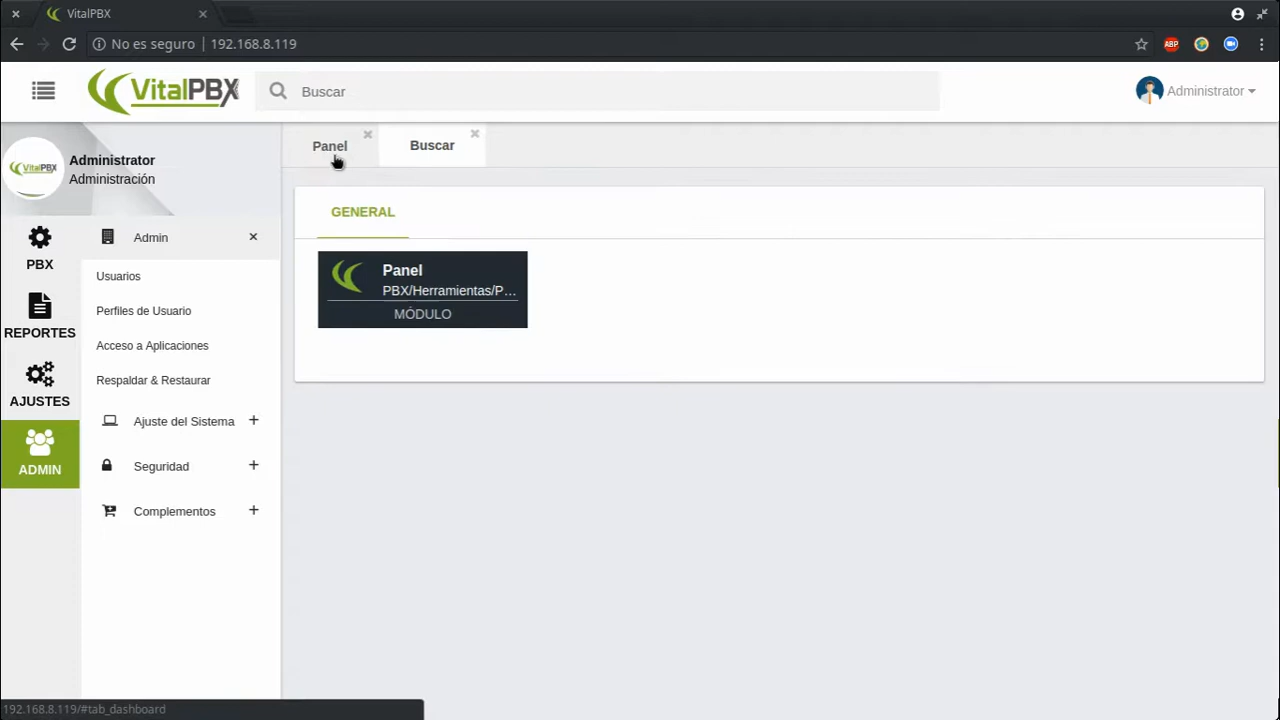 VitalPBX
No es seguro 192.168.8.119
VitalPBX
Buscar
Administrator
VitalPBX
Administrator
Administración
Panel
Buscar
PBX
REPORTES
AJUSTES
ADMIN
Admin
Usuarios
Perfiles de Usuario
Acceso a Aplicaciones
Respaldar & Restaurar
Ajuste del Sistema
Seguridad
Complementos
GENERAL
Panel
PBX/Herramientas/P...
MÓDULO
192.168.8.119/#tab_dashboard
ABP